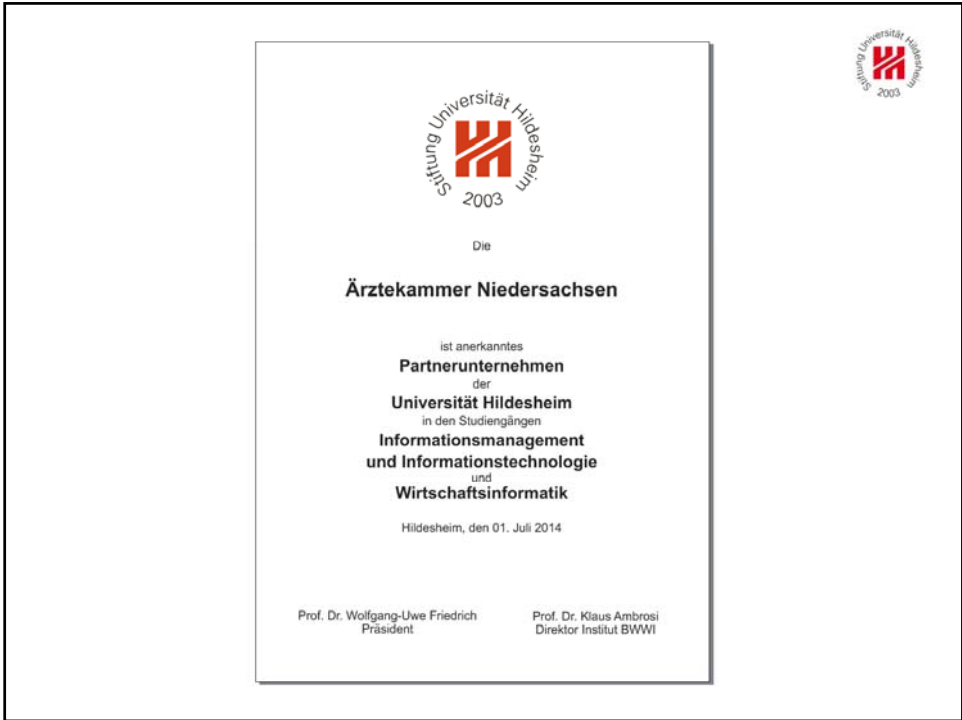 Stiftung Universität Hildesheim
2003
Stiftung Universität Hildesheim
2003
Die
Ärztekammer Niedersachsen
ist anerkanntes
Partnerunternehmen
der
Universität Hildesheim
in den Studiengängen
Informationsmanagement
und Informationstechnologie
und
Wirtschaftsinformatik
Hildesheim, den 01. Juli 2014
Prof. Dr. Wolfgang-Uwe Friedrich
Präsident
Prof. Dr. Klaus Ambrosi
Direktor Institut BWWI